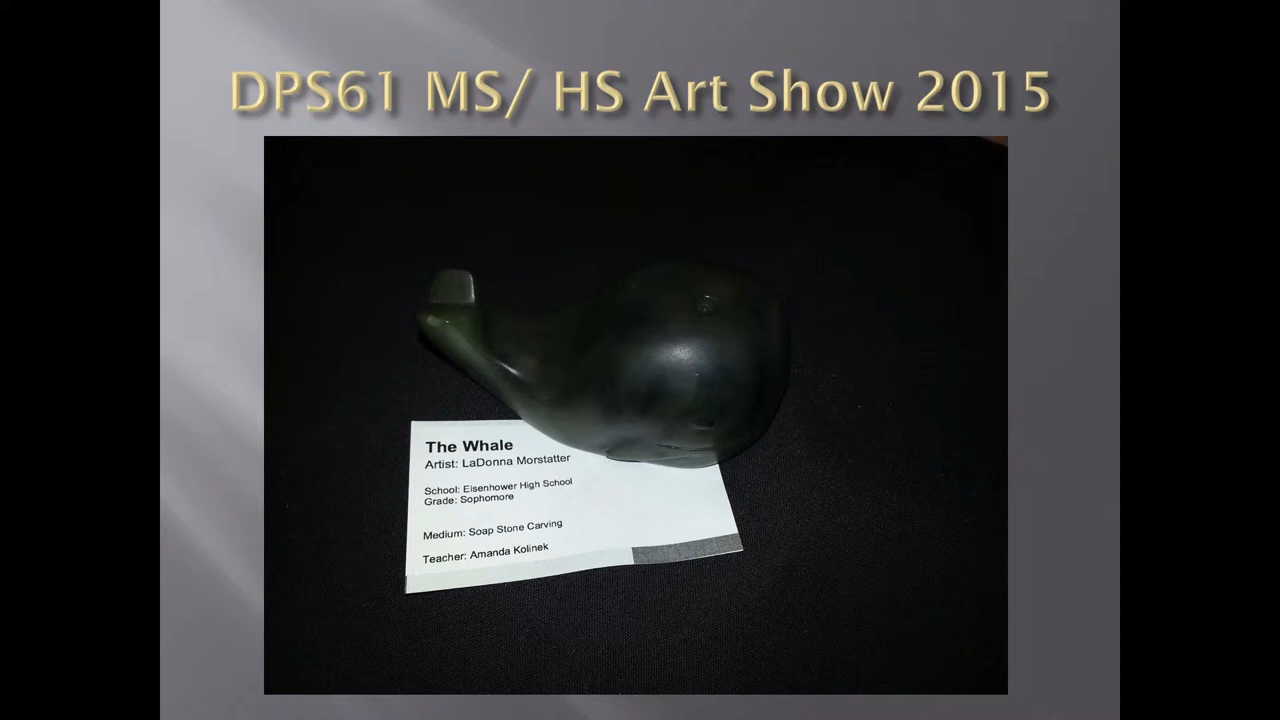 DPS61 MS/ HS Art Show 2015
The Whale
Artist: LaDonna Morstatter
School: Eisenhower High School
Grade: Sophomore
Medium: Soap Stone Carving
Teacher: Amanda Kolinek